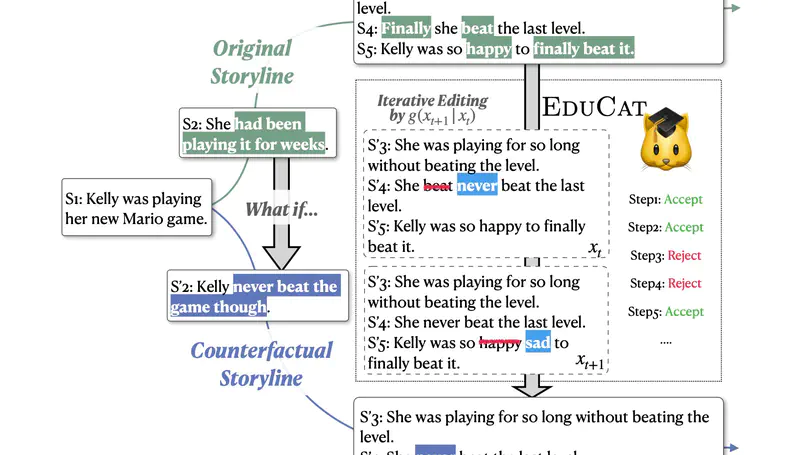 level.
S4: Finally she beat the last level.
S5: Kelly was so happy to finally beat it.
Original
Storyline
S2: She had been
playing it for weeks.
S1: Kelly was playing
her new Mario game.
What if...
S'2: Kelly never beat the
game though.
Counterfactual
Storyline
Iterative Editing
by g(x_{t+1}|x_t)
EDUCAT
S'3: She was playing for so long
without beating the level.
S'4: She beat never beat the last
level.
S'5: Kelly was so happy to finally
beat it.
x_t
S'3: She was playing for so long
without beating the level.
S'4: She never beat the last level.
S'5: Kelly was so happy sad to
finally beat it.
x_{t+1}
Step1: Accept
Step2: Accept
Step3: Reject
Step4: Reject
Step5: Accept
....
S'3: She was playing for so long without beating the
level.